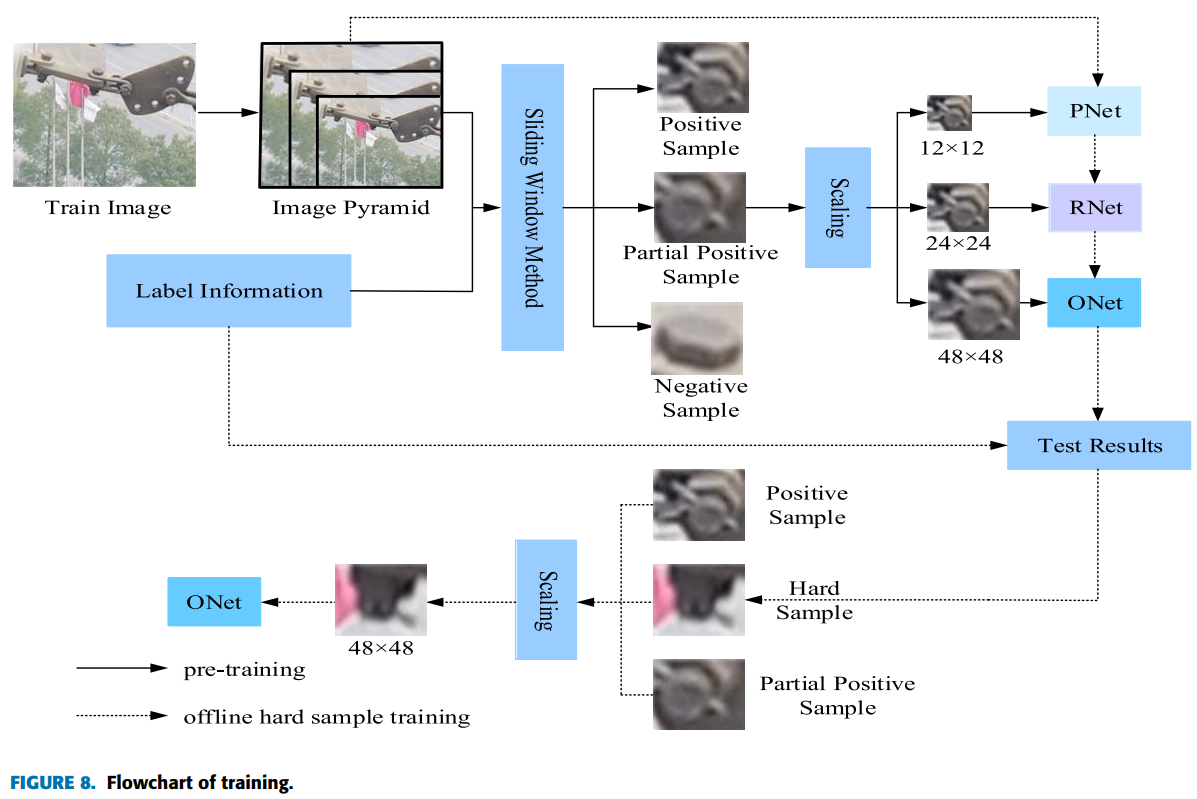 Train Image
Image Pyramid
Label Information
Sliding Window Method
Positive
Sample
Partial Positive
Sample
Negative
Sample
Scaling
12×12
24×24
48×48
PNet
RNet
ONet
Test Results
Positive
Sample
Hard
Sample
Partial Positive
Sample
Scaling
48×48
ONet
pre-training
offline hard sample training
FIGURE 8. Flowchart of training.